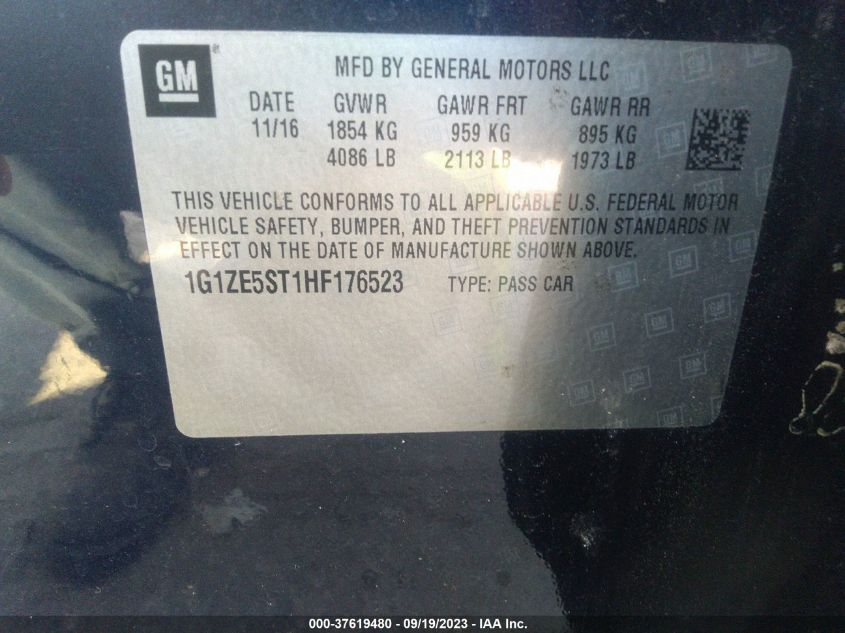 GM
MFD BY GENERAL MOTORS LLC
DATE GVWR GAWR FRT GAWR RR
11/16 1854 KG 959 KG 895 KG
4086 LB 2113 LB 1973 LB
THIS VEHICLE CONFORMS TO ALL APPLICABLE U.S. FEDERAL MOTOR
VEHICLE SAFETY, BUMPER, AND THEFT PREVENTION STANDARDS IN
EFFECT ON THE DATE OF MANUFACTURE SHOWN ABOVE.
1G1ZE5ST1HF176523 TYPE: PASS CAR
000-37619480 - 09/19/2023 - IAA Inc.